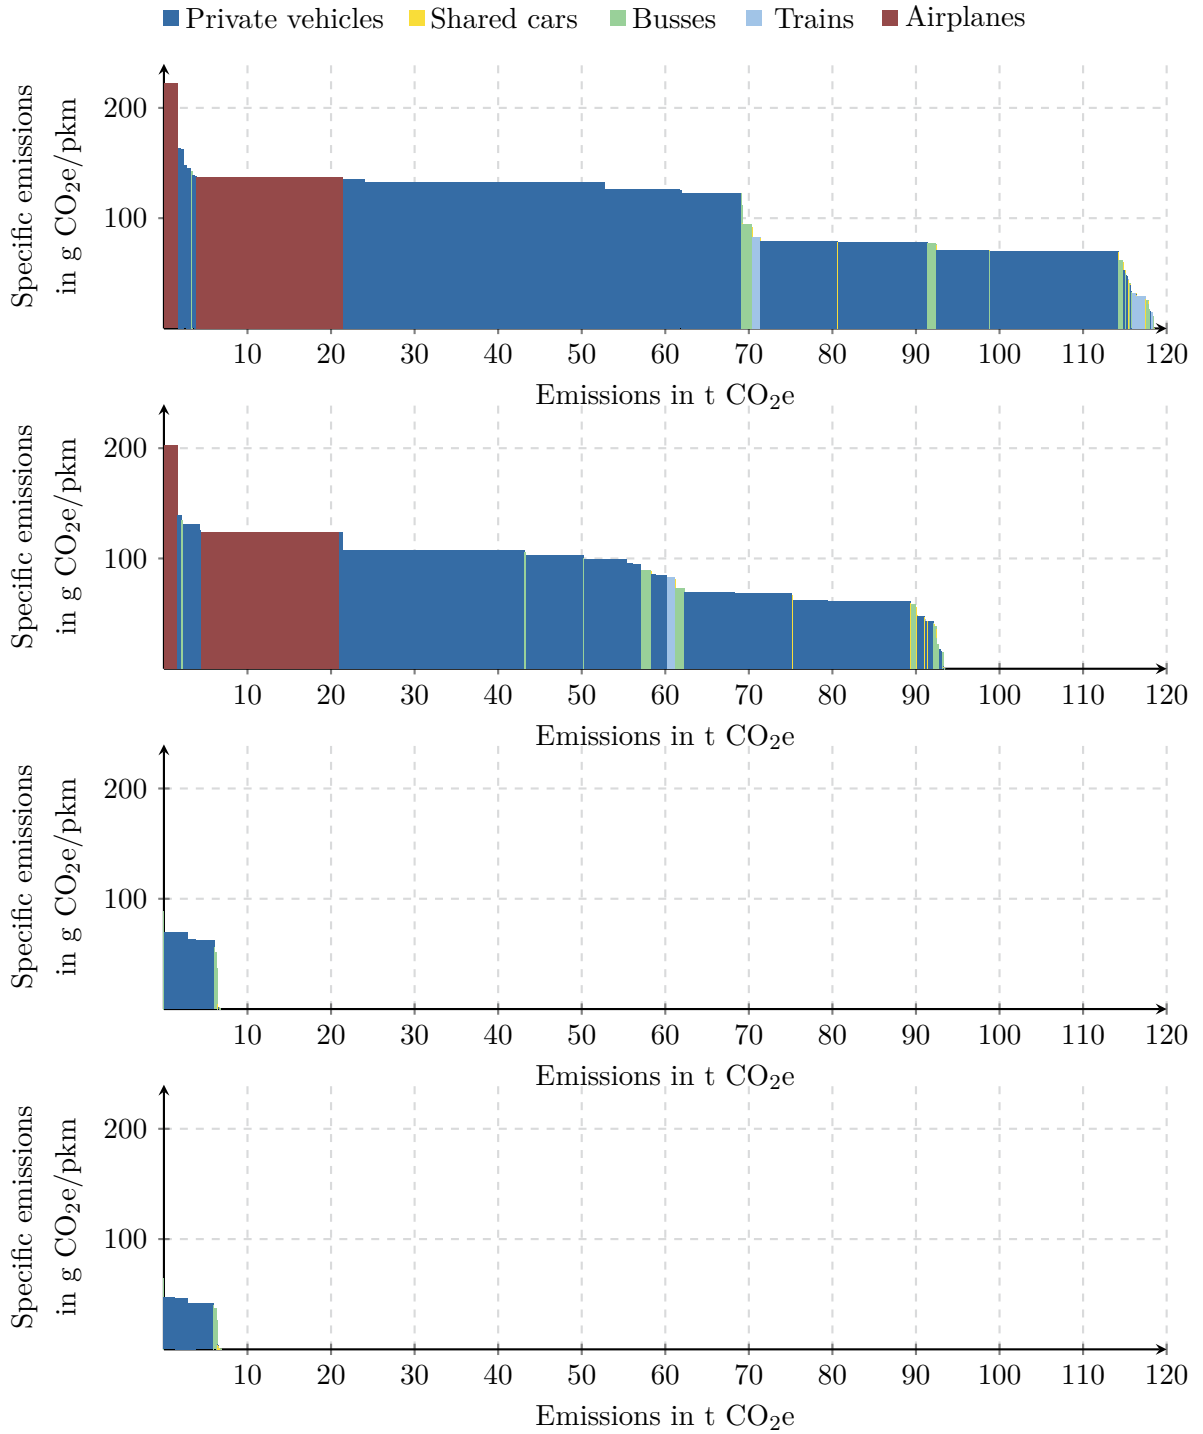 Private vehicles Shared cars Busses Trains Airplanes
Specific emissions
in g CO₂e/pkm
200
100
10 20 30 40 50 60 70 80 90 100 110 120
Emissions in t CO₂e
Specific emissions
in g CO₂e/pkm
200
100
10 20 30 40 50 60 70 80 90 100 110 120
Emissions in t CO₂e
Specific emissions
in g CO₂e/pkm
200
100
10 20 30 40 50 60 70 80 90 100 110 120
Emissions in t CO₂e
Specific emissions
in g CO₂e/pkm
200
100
10 20 30 40 50 60 70 80 90 100 110 120
Emissions in t CO₂e